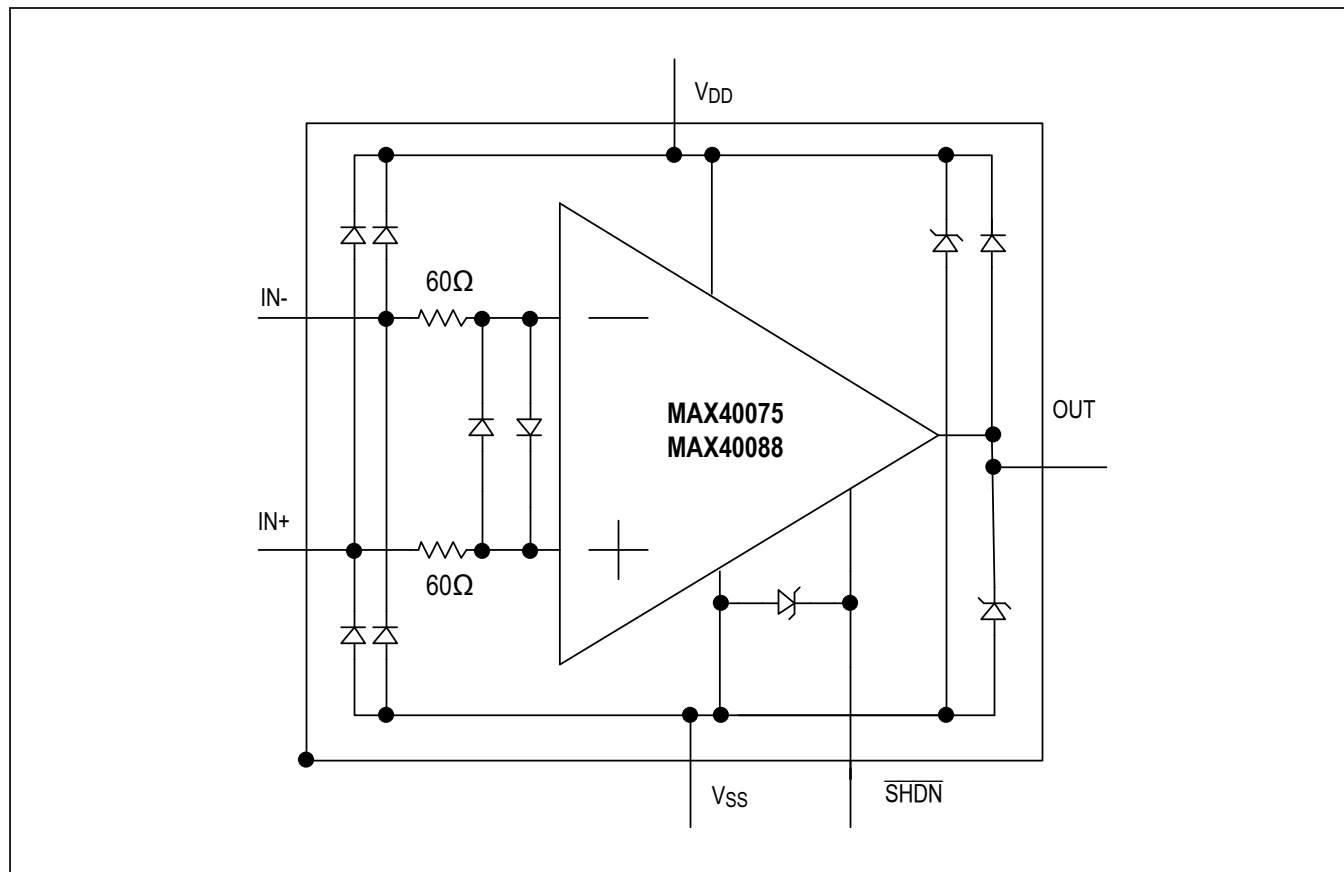 VDD
60Ω
IN-
MAX40075
MAX40088
OUT
IN+
60Ω
VSS
SHDN